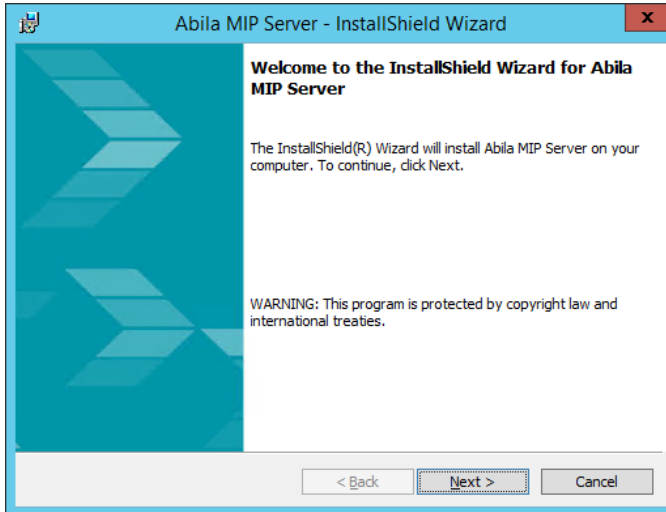 Abila MIP Server - InstallShield Wizard
x
Welcome to the InstallShield Wizard for Abila
MIP Server
The InstallShield(R) Wizard will install Abila MIP Server on your
computer. To continue, click Next.
WARNING: This program is protected by copyright law and
international treaties.
< Back Next > Cancel